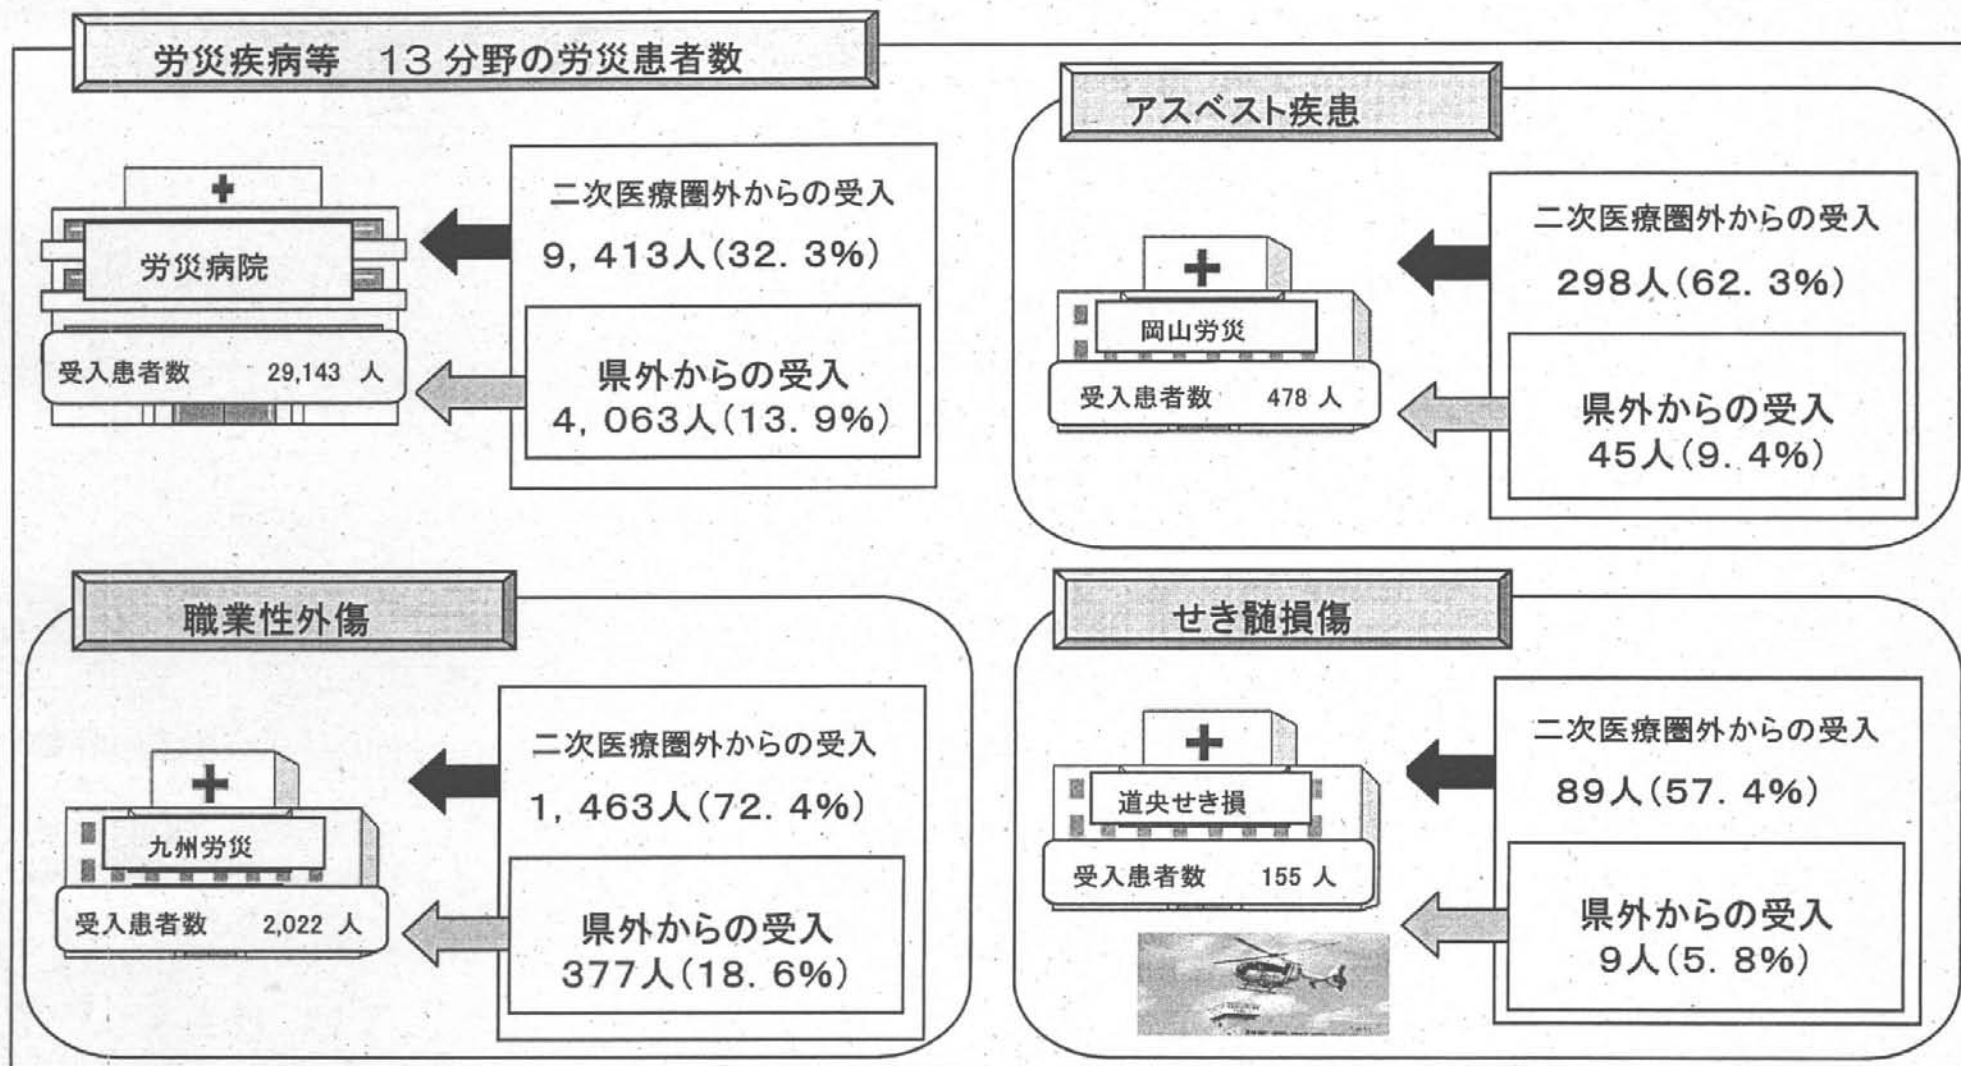 労災疾病等　13分野の労災患者数
労災病院
受入患者数　29,143 人
二次医療圏外からの受入
9, 413人(32. 3%)
県外からの受入
4, 063人(13. 9%)
アスベスト疾患
岡山労災
受入患者数　478 人
二次医療圏外からの受入
298人(62. 3%)
県外からの受入
45人(9. 4%)
職業性外傷
九州労災
受入患者数　2,022 人
二次医療圏外からの受入
1, 463人(72. 4%)
県外からの受入
377人(18. 6%)
せき髄損傷
道央せき損
受入患者数　155 人
二次医療圏外からの受入
89人(57. 4%)
県外からの受入
9人(5. 8%)